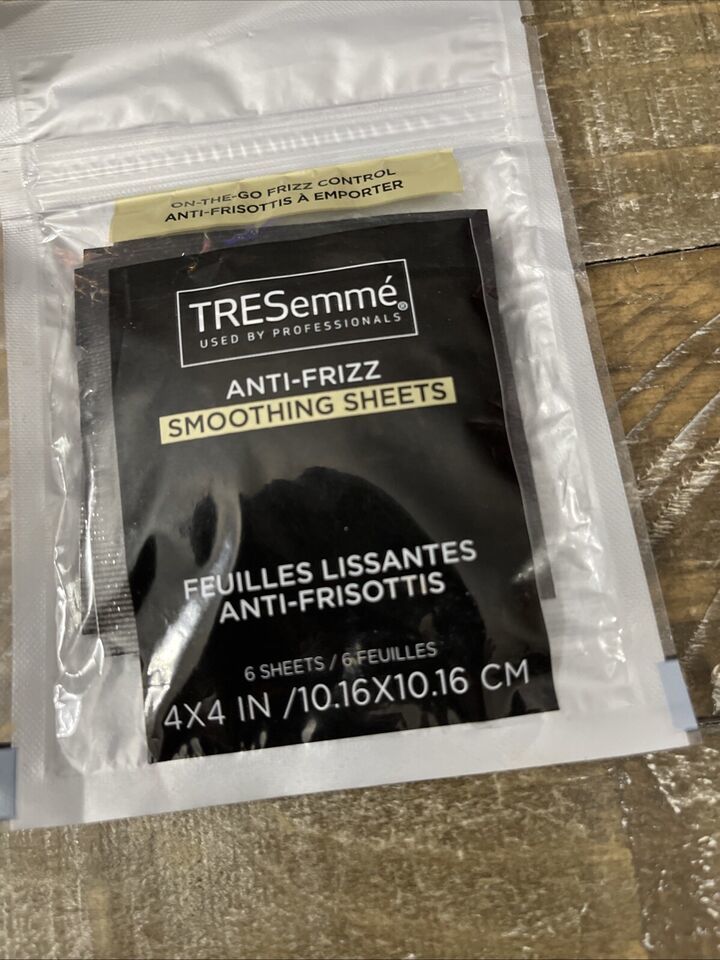 ON-THE-GO FRIZZ CONTROL
ANTI-FRISOTTIS À EMPORTER
TRESemmé®
USED BY PROFESSIONALS
ANTI-FRIZZ
SMOOTHING SHEETS
FEUILLES LISSANTES
ANTI-FRISOTTIS
6 SHEETS / 6 FEUILLES
4X4 IN /10.16X10.16 CM